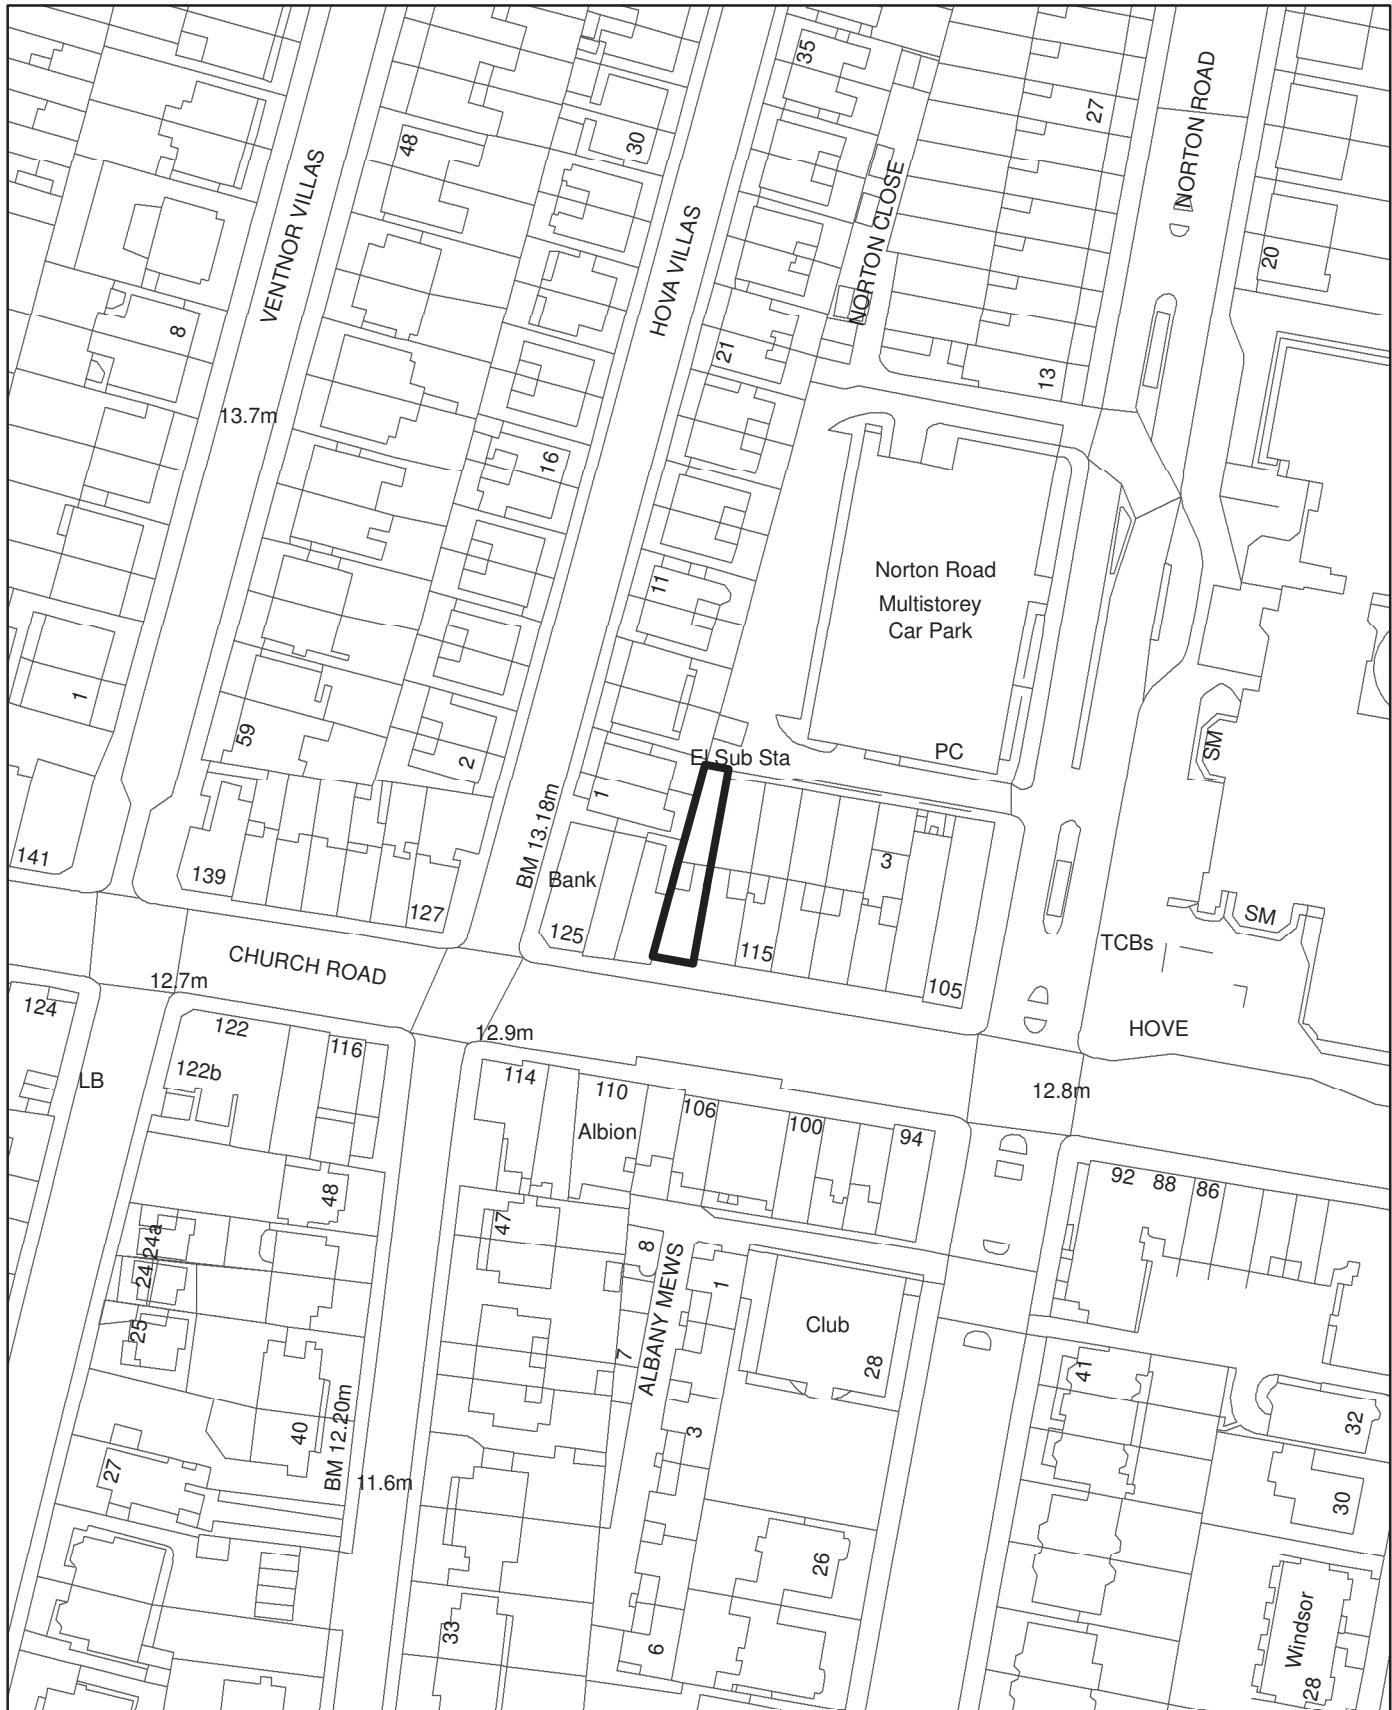 35
27
NORTON ROAD
48
30
VENTNOR VILLAS
NORTON CLOSE
HOVA VILLAS
20
8
21
13
13.7m
16
Norton Road
Multistorey
Car Park
11
1
59
2
SM
PC
El Sub Sta
1
BM 13.18m
141
139
127
Bank
125
3
115
105
SM
TCBs
CHURCH ROAD
12.7m
124
122
116
122b
LB
12.9m
HOVE
12.8m
114
110
106
100
94
Albion
92
88
86
48
47
24a
24
25
8
ALBANY MEWS
1
7
Club
28
41
32
40
BM 12.20m
3
27
11.6m
30
26
33
6
Windsor
28